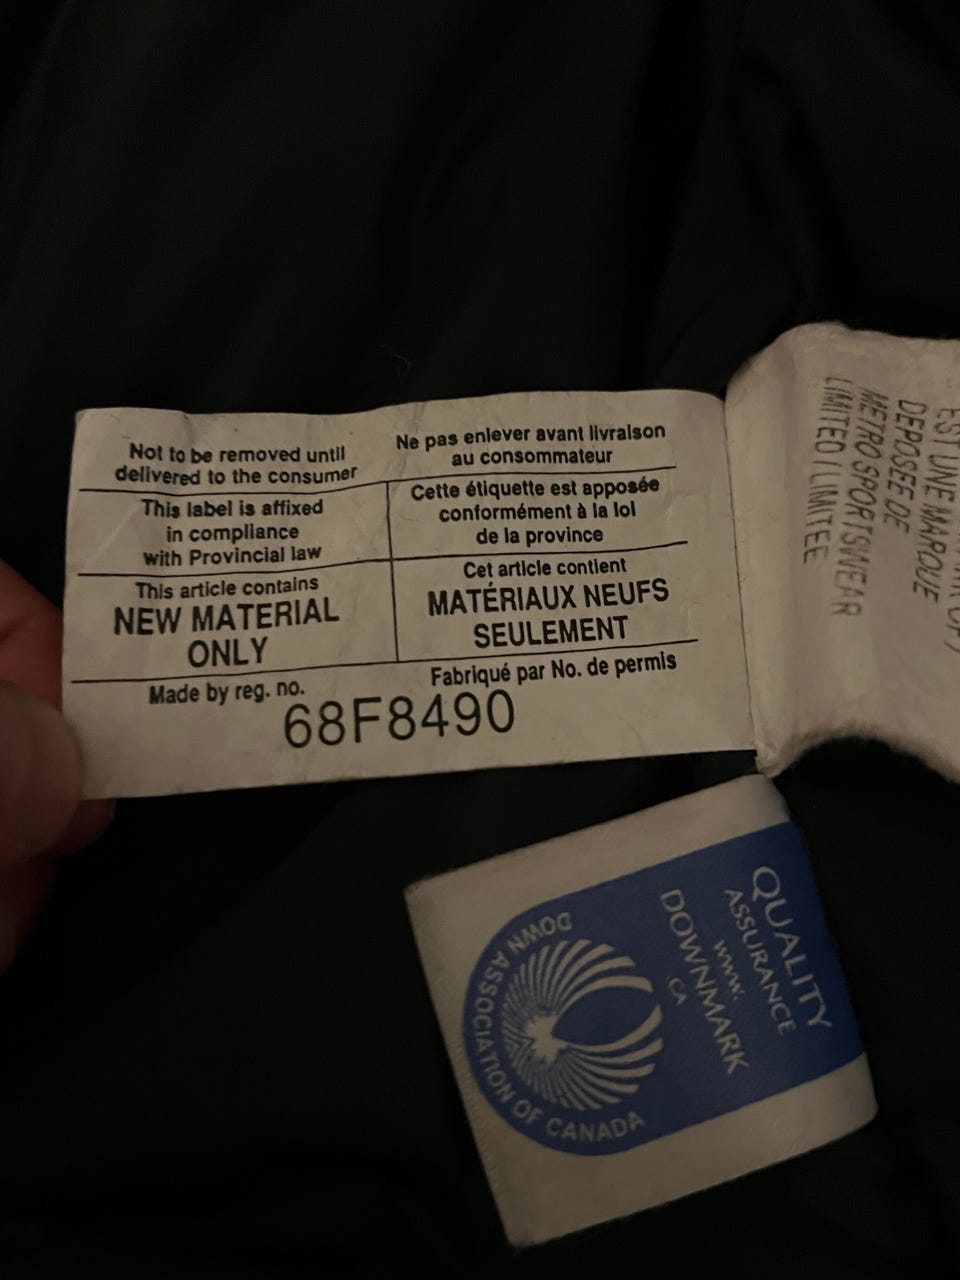 Not to be removed until
delivered to the consumer
Ne pas enlever avant livraison
au consommateur
This label is affixed
in compliance
with Provincial law
Cette étiquette est apposée
conformément à la loi
de la province
This article contains
NEW MATERIAL
ONLY
Cet article contient
MATÉRIAUX NEUFS
SEULEMENT
Made by reg. no.
Fabriqué par No. de permis
68F8490
EST UNE MARQUE
DEPOSEE DE
METRO SPORTSWEAR
LIMITED / LIMITEE
QUALITY
ASSURANCE
www.
DOWNMARK
.CA
DOWN ASSOCIATION OF CANADA